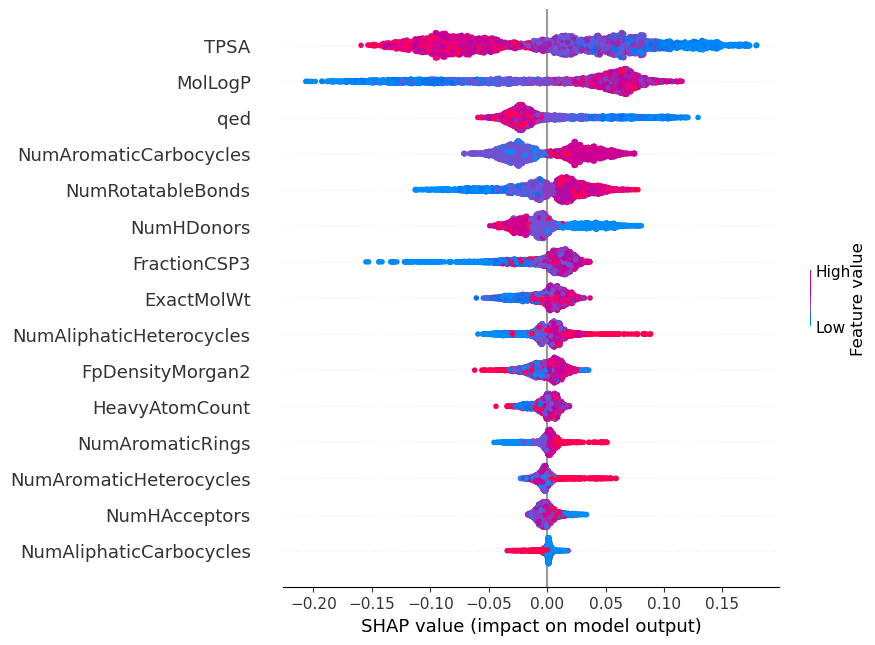 TPSA
MolLogP
qed
NumAromaticCarbocycles
NumRotatableBonds
NumHDonors
FractionCSP3
ExactMolWt
NumAliphaticHeterocycles
FpDensityMorgan2
HeavyAtomCount
NumAromaticRings
NumAromaticHeterocycles
NumHAcceptors
NumAliphaticCarbocycles
−0.20 −0.15 −0.10 −0.05 0.00 0.05 0.10 0.15
SHAP value (impact on model output)
High
Low
Feature value